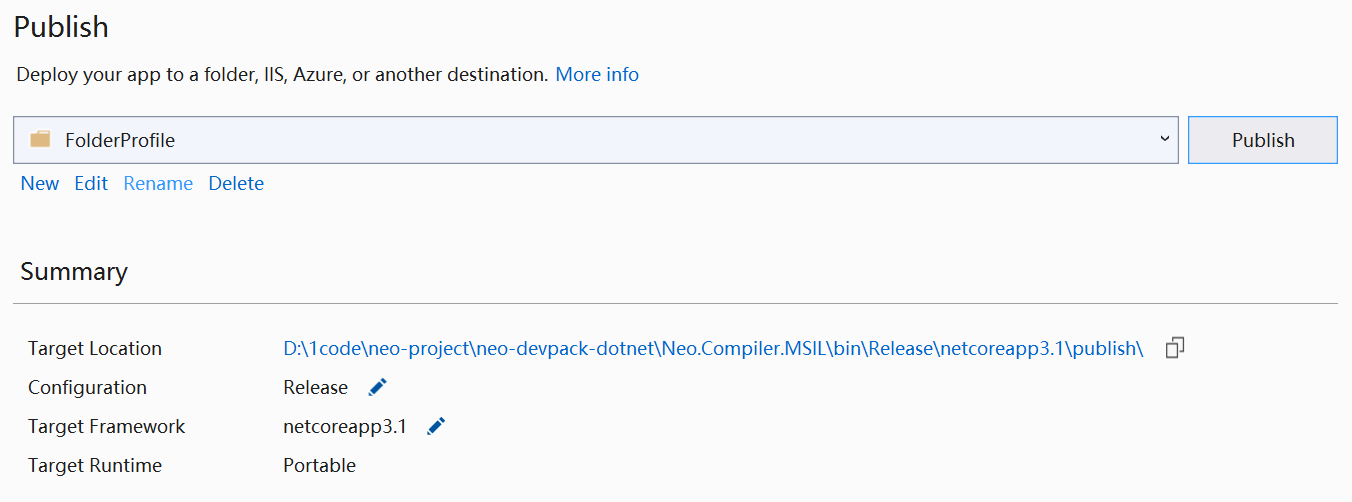 Publish
Deploy your app to a folder, IIS, Azure, or another destination. More info
FolderProfile
Publish
New Edit Rename Delete
Summary
Target Location D:\1code\neo-project\neo-devpack-dotnet\Neo.Compiler.MSIL\bin\Release\netcoreapp3.1\publish\
Configuration Release
Target Framework netcoreapp3.1
Target Runtime Portable